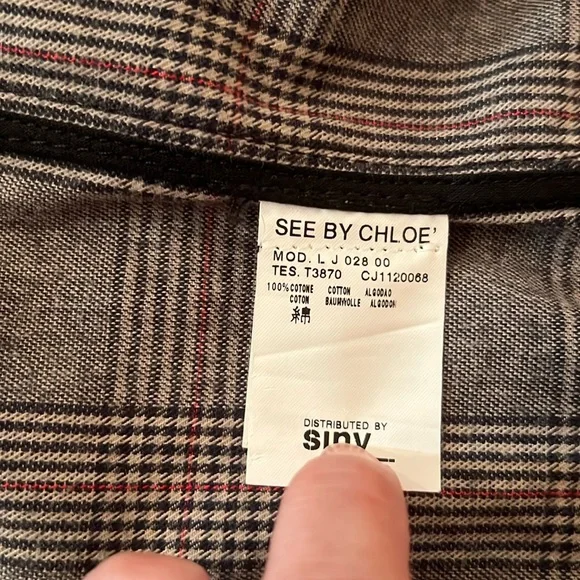 SEE BY CHLOE'
MOD. L J 028 00
TES. T3870 CJ1120068
100%COTONE COTTON ALGODAO
COTON BAUMWOLLE ALGODON
綿
DISTRIBUTED BY